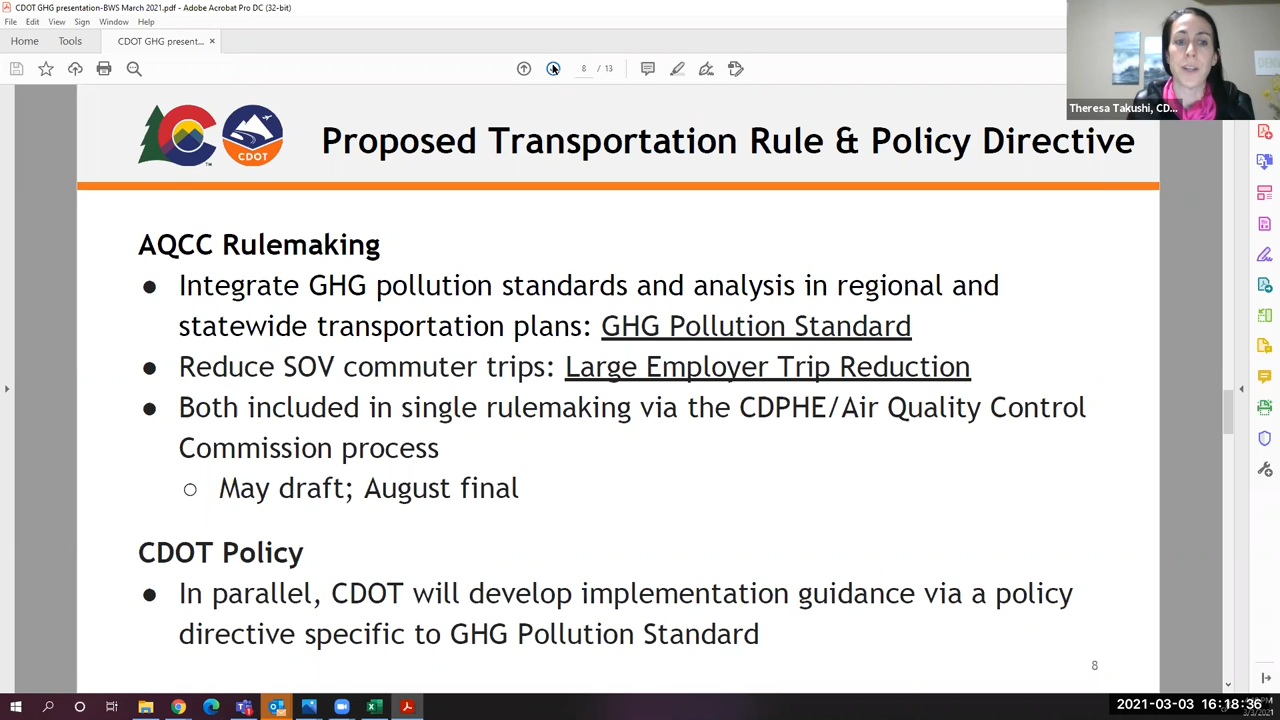 CDOT GHG presentation-BWS March 2021.pdf - Adobe Acrobat Pro DC (32-bit)
File Edit View Sign Window Help
Home Tools CDOT GHG present... ×
8 / 13
Theresa Takushi, CD...
CDOT
Proposed Transportation Rule & Policy Directive
AQCC Rulemaking
● Integrate GHG pollution standards and analysis in regional and
statewide transportation plans: GHG Pollution Standard
● Reduce SOV commuter trips: Large Employer Trip Reduction
● Both included in single rulemaking via the CDPHE/Air Quality Control
Commission process
○ May draft; August final
CDOT Policy
● In parallel, CDOT will develop implementation guidance via a policy
directive specific to GHG Pollution Standard
8
2021-03-03 16:18:36